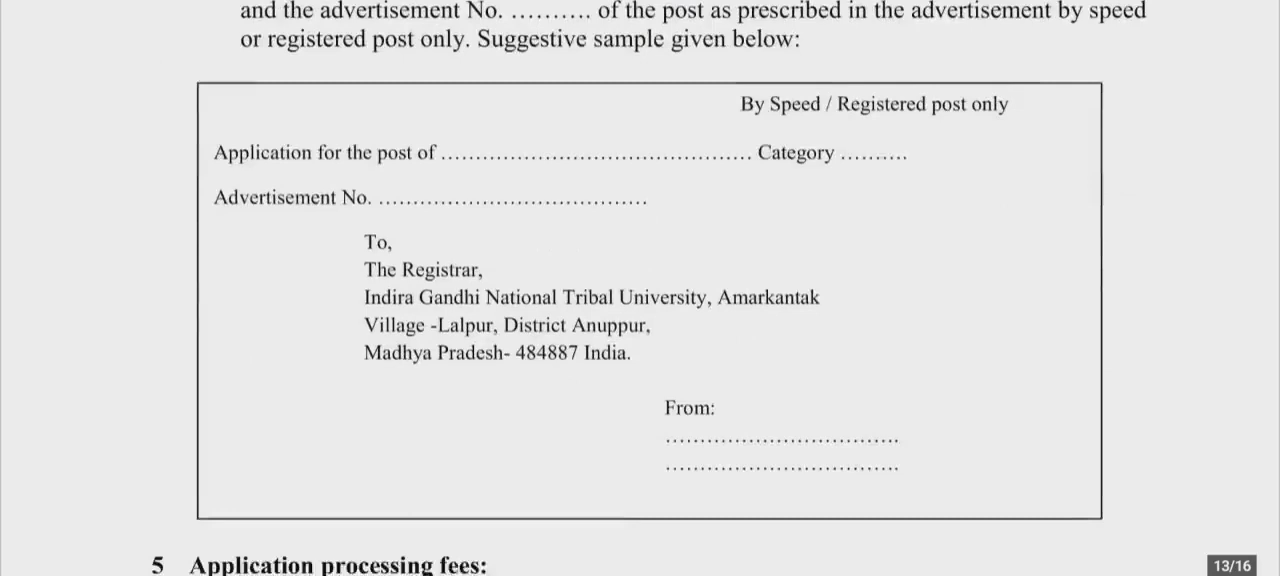 and the advertisement No. .......... of the post as prescribed in the advertisement by speed
or registered post only. Suggestive sample given below:
By Speed / Registered post only
Application for the post of ............................................. Category ..........
Advertisement No. .......................................
To,
The Registrar,
Indira Gandhi National Tribal University, Amarkantak
Village -Lalpur, District Anuppur,
Madhya Pradesh- 484887 India.
From:
..................................
..................................
5 Application processing fees:
13/16